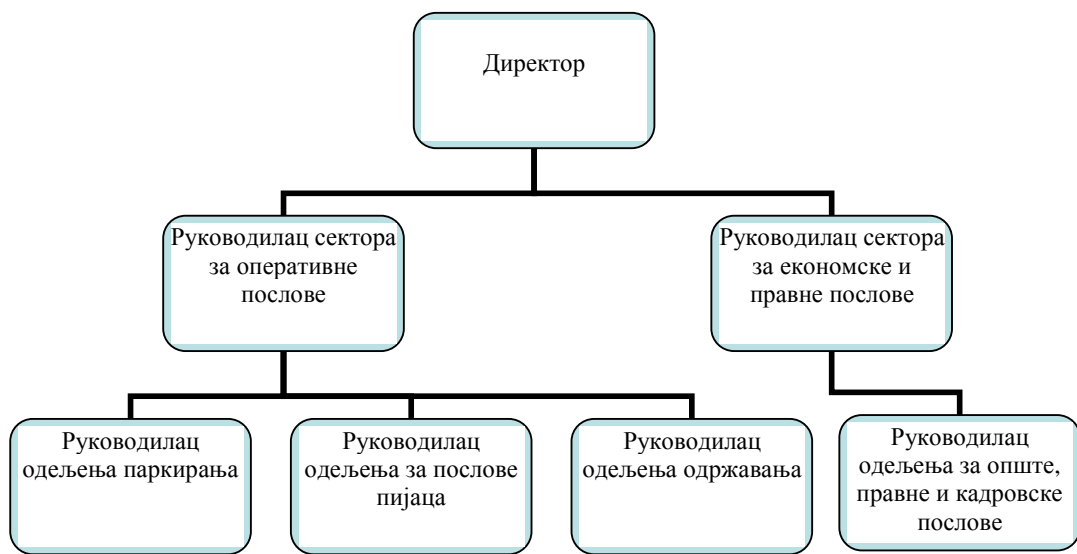 Директор
Руководилац сектора
за оперативне
послове
Руководилац сектора
за економске и
правне послове
Руководилац
одељења паркирања
Руководилац
одељења за послове
пијаца
Руководилац
одељења одржавања
Руководилац
одељења за опште,
правне и кадровске
послове